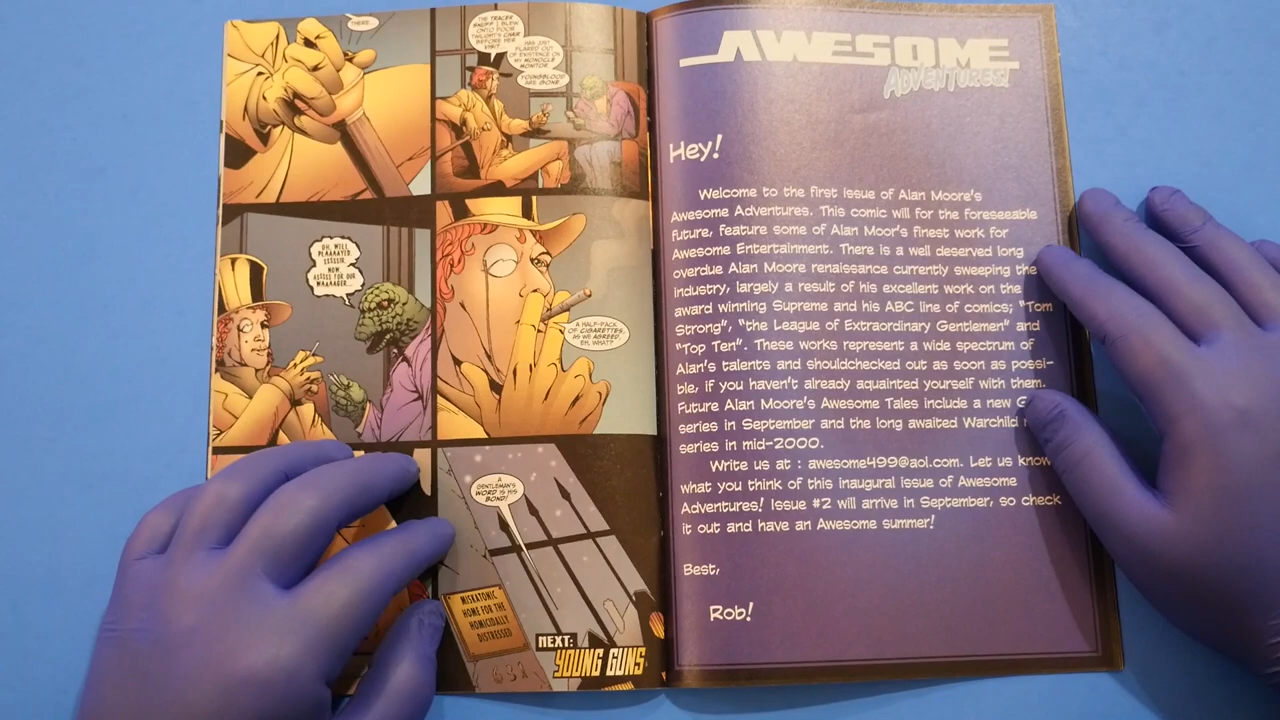 THERE.
THE TRACER
SNUFF I BLEW
ONTO POOR
TWILIGHT'S CHAIR
BEFORE HER
VISIT...
HAS JUST
FLARED OUT
OF EXISTENCE ON
MY MONOCLE
MONITOR.
YOUNGBLOOD
ARE GONE.
OH, WELL
PLAAAAYED
SSSSSIR.
NOW,
ASSSSS FOR OUR
WAAAAGER...
A HALF-PACK
OF CIGARETTES,
AS WE AGREED,
EH, WHAT?
A
GENTLEMAN'S
WORD IS HIS
BOND!
MISKATONIC
HOME FOR THE
HOMICIDALLY
DISTRESSED
632
NEXT:
YOUNG GUNS
AWESOME
ADVENTURES!
Hey!
Welcome to the first issue of Alan Moore's
Awesome Adventures. This comic will for the foreseeable
future, feature some of Alan Moor's finest work for
Awesome Entertainment. There is a well deserved long
overdue Alan Moore renaissance currently sweeping the
industry, largely a result of his excellent work on the
award winning Supreme and his ABC line of comics; "Tom
Strong", "the League of Extraordinary Gentlemen" and
"Top Ten". These works represent a wide spectrum of
Alan's talents and shouldchecked out as soon as possi-
ble, if you haven't already aquainted yourself with them.
Future Alan Moore's Awesome Tales include a new
series in September and the long awaited Warchild
series in mid-2000.
Write us at : awesome499@aol.com. Let us know
what you think of this inaugural issue of Awesome
Adventures! Issue #2 will arrive in September, so check
it out and have an Awesome summer!
Best,
Rob!